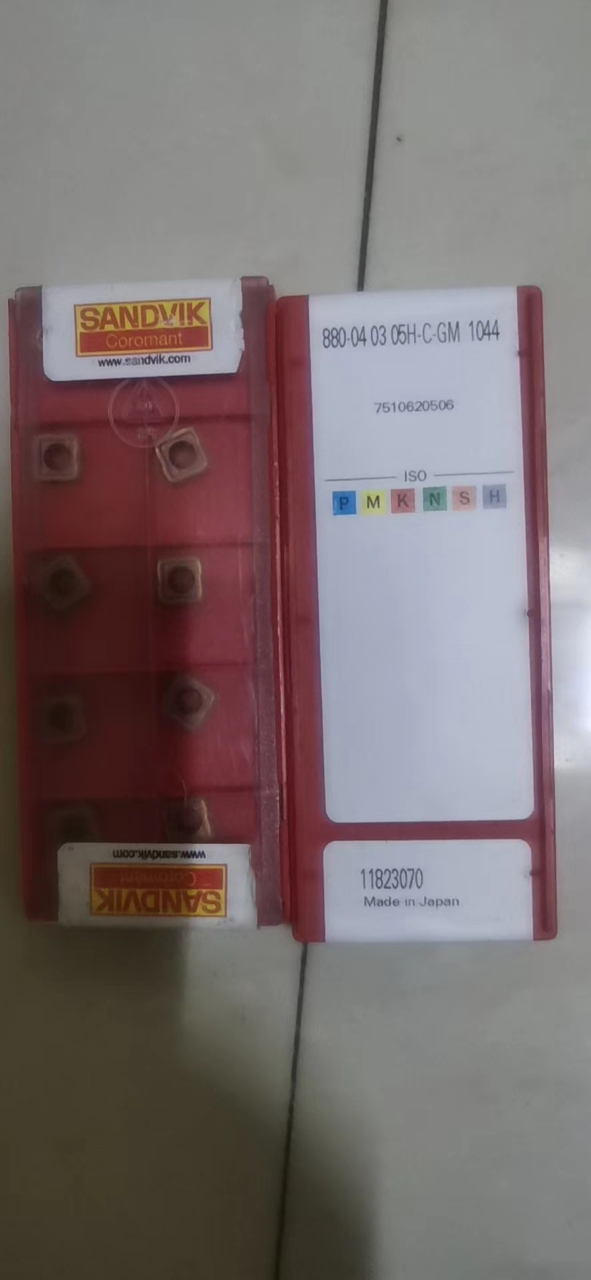 SANDVIK
Coromant
www.sandvik.com
www.sandvik.com
SANDVIK
Coromant
880-04 03 05H-C-GM 1044
7510620506
ISO
P M K N S H
11823070
Made in Japan